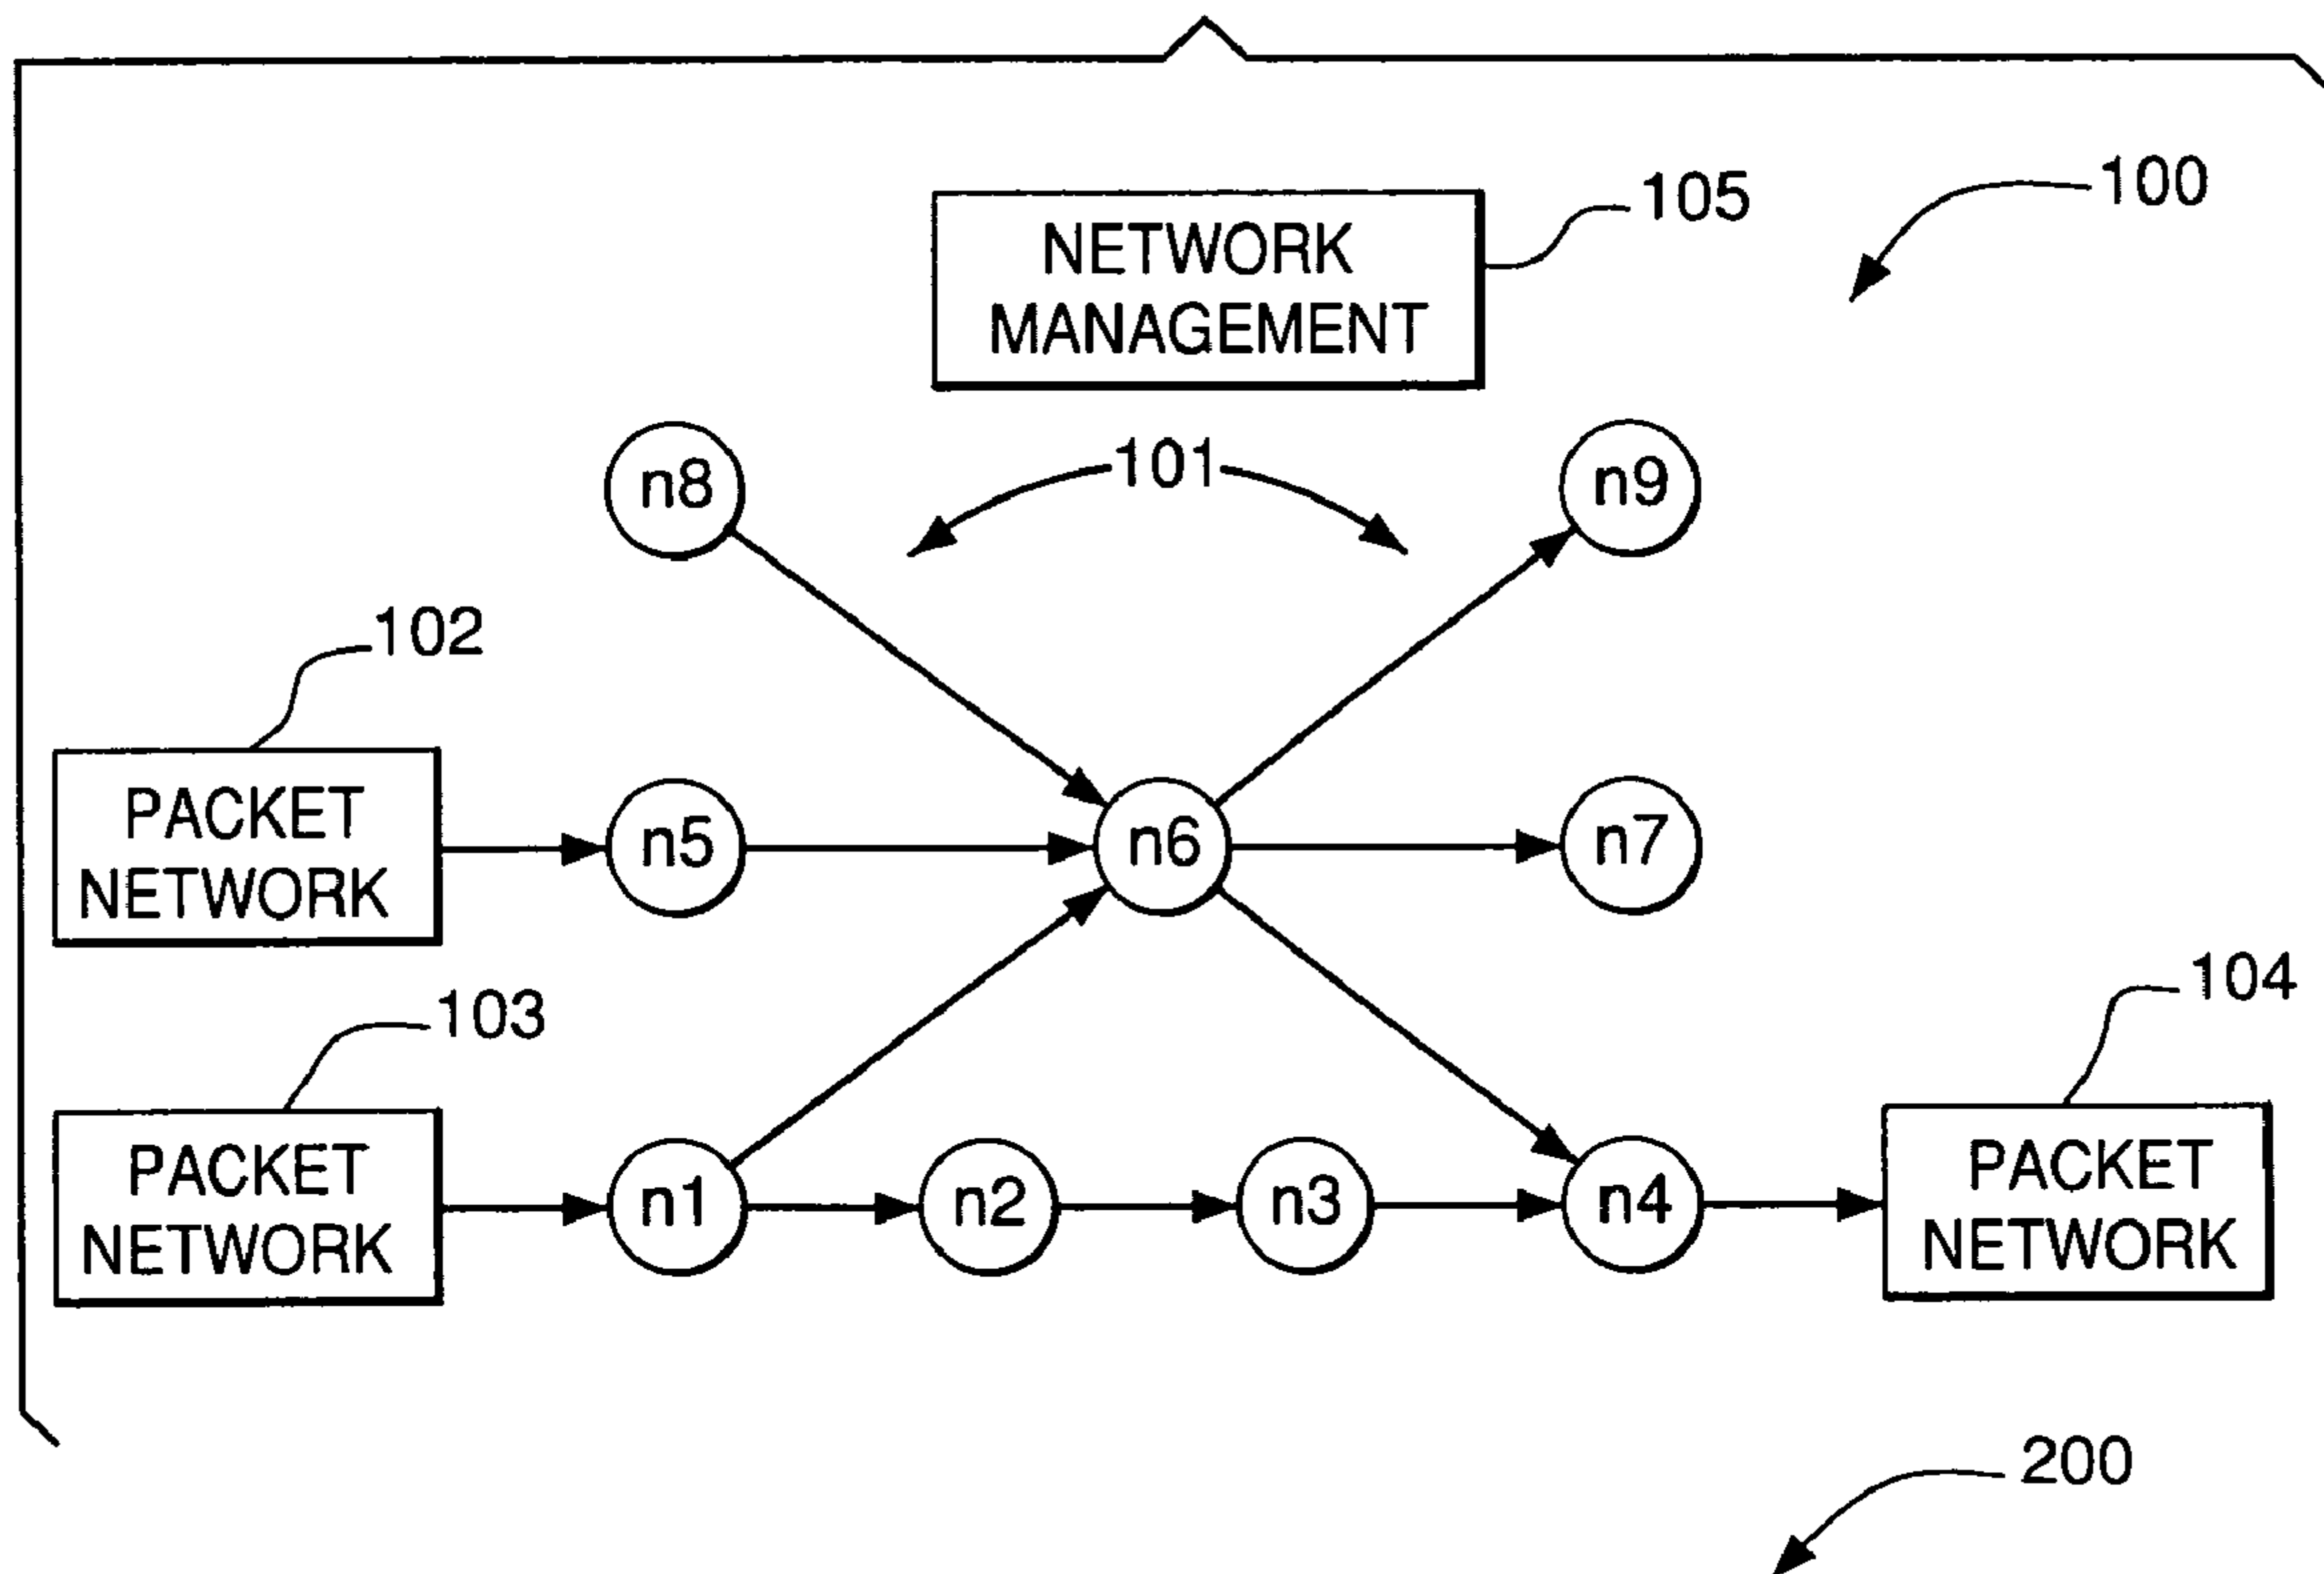 100
105
NETWORK
MANAGEMENT
101
n8
n9
102
PACKET
NETWORK
n5
n6
n7
103
104
PACKET
NETWORK
n1
n2
n3
n4
PACKET
NETWORK
200